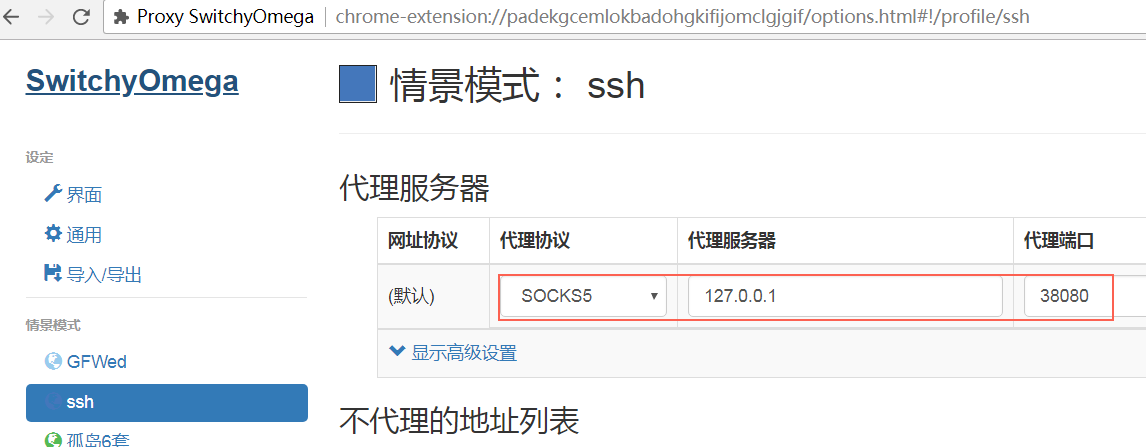 Proxy SwitchyOmega | chrome-extension://padekgcemlokbadohgkifijomclgjgif/options.html#!/profile/ssh
SwitchyOmega
设定
界面
通用
导入/导出
情景模式
GFWed
ssh
孤岛6套
情景模式： ssh
代理服务器
网址协议 代理协议 代理服务器 代理端口
(默认) SOCKS5 127.0.0.1 38080
显示高级设置
不代理的地址列表